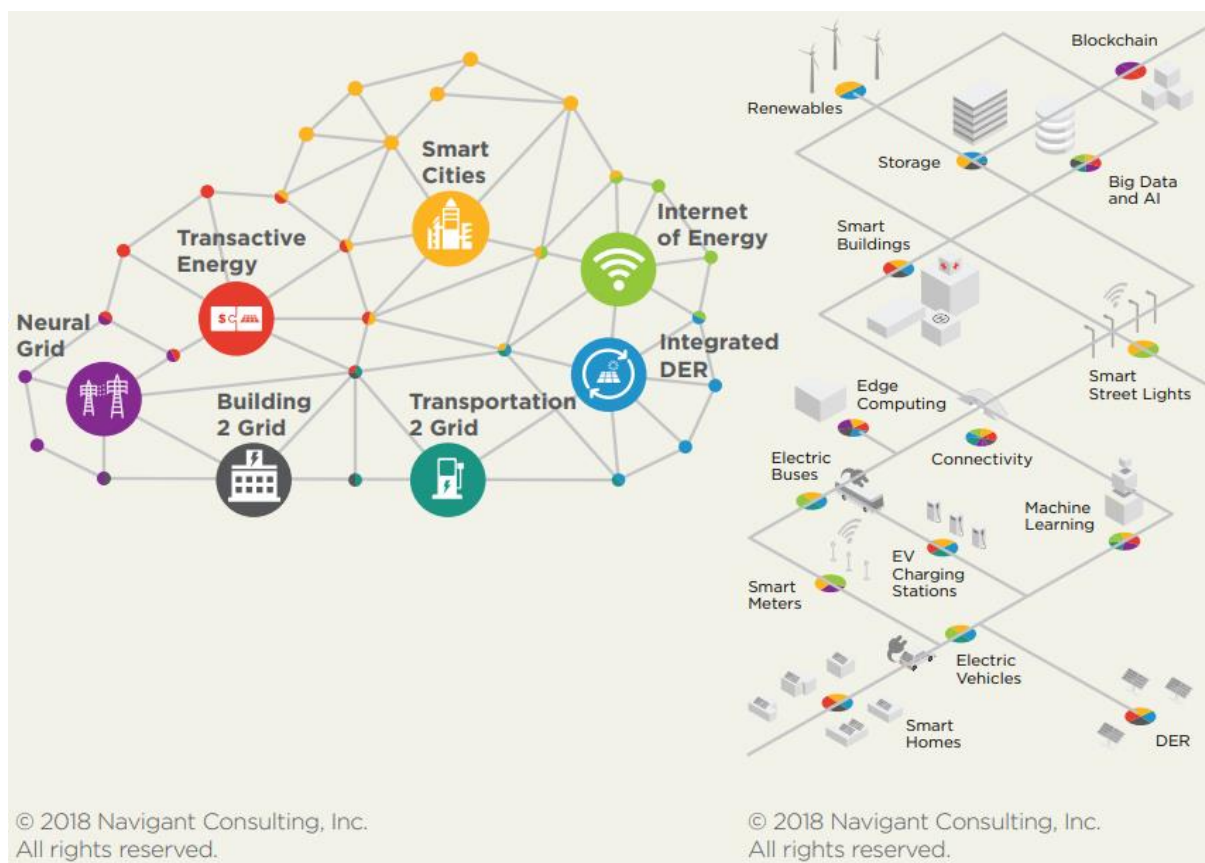 Smart
Cities
Internet
of Energy
Transactive
Energy
Neural
Grid
Integrated
DER
Building
2 Grid
Transportation
2 Grid
© 2018 Navigant Consulting, Inc.
All rights reserved.
Blockchain
Renewables
Storage
Big Data
and AI
Smart
Buildings
Smart
Street Lights
Edge
Computing
Connectivity
Electric
Buses
Machine
Learning
EV
Charging
Stations
Smart
Meters
Electric
Vehicles
Smart
Homes
DER
© 2018 Navigant Consulting, Inc.
All rights reserved.